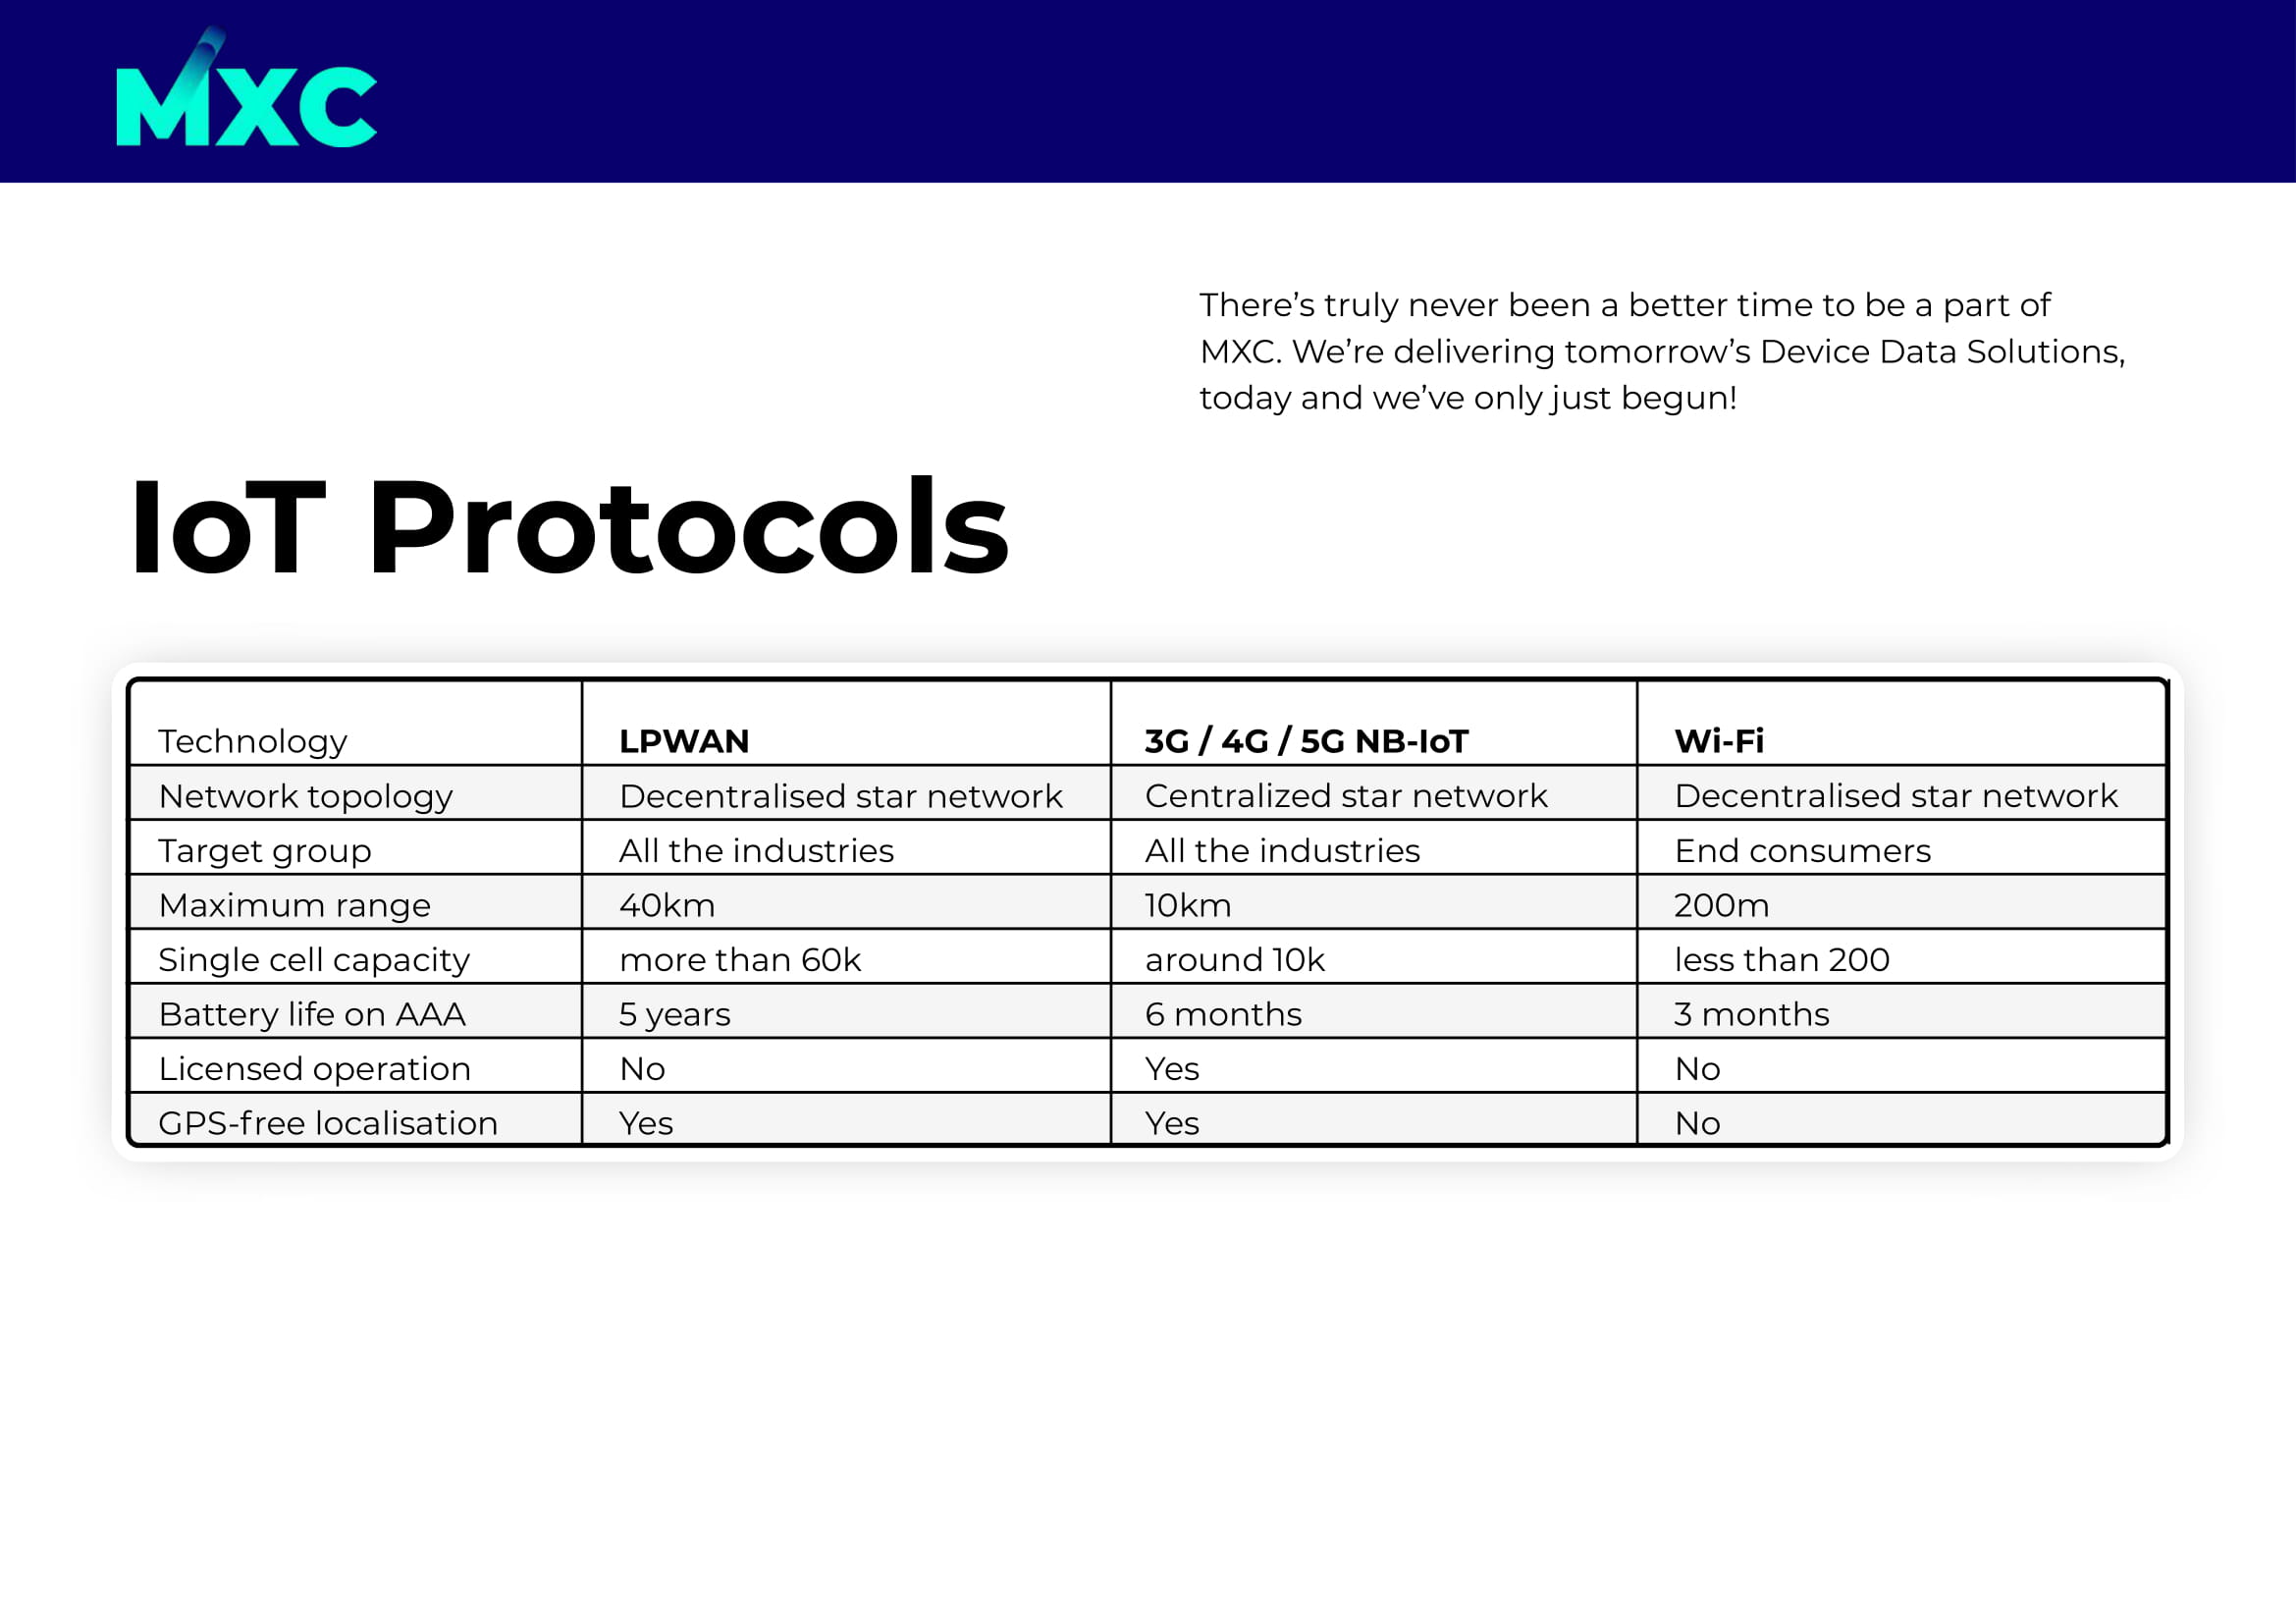 MXC
There’s truly never been a better time to be a part of
MXC. We’re delivering tomorrow’s Device Data Solutions,
today and we’ve only just begun!
IoT Protocols
Technology LPWAN 3G / 4G / 5G NB-IoT Wi-Fi
Network topology Decentralised star network Centralized star network Decentralised star network
Target group All the industries All the industries End consumers
Maximum range 40km 10km 200m
Single cell capacity more than 60k around 10k less than 200
Battery life on AAA 5 years 6 months 3 months
Licensed operation No Yes No
GPS-free localisation Yes Yes No